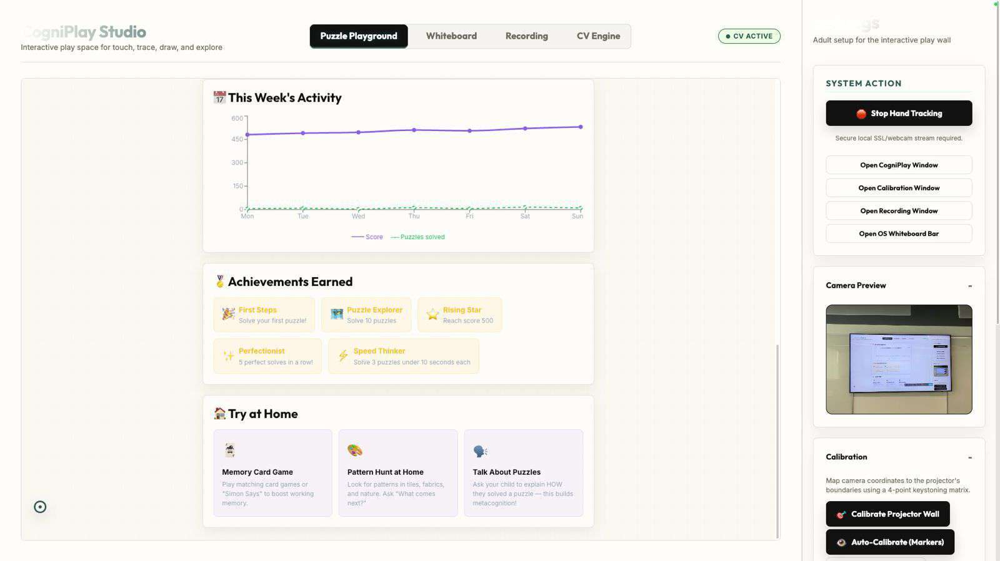 CogniPlay Studio
Interactive play space for touch, trace, draw, and explore
Puzzle Playground
Whiteboard
Recording
CV Engine
CV ACTIVE
17
This Week's Activity
600
450
300
150
0
Mon
Tue
Wed
Thu
Fri
Sat
Sun
Score
Puzzles solved
Achievements Earned
First Steps
Solve your first puzzle!
Puzzle Explorer
Solve 10 puzzles
Rising Star
Reach score 500
Perfectionist
5 perfect solves in a row!
Speed Thinker
Solve 3 puzzles under 10 seconds each
Try at Home
Memory Card Game
Play matching card games or
"Simon Says" to boost working
memory.
Pattern Hunt at Home
Look for patterns in tiles, fabrics,
and nature. Ask "What comes
next?"
Talk About Puzzles
Ask your child to explain HOW
they solved a puzzle — this builds
metacognition!
Adult setup for the interactive play wall
SYSTEM ACTION
Stop Hand Tracking
Secure local SSL/webcam stream required.
Open CogniPlay Window
Open Calibration Window
Open Recording Window
Open OS Whiteboard Bar
Camera Preview
-
Calibration
-
Map camera coordinates to the projector's
boundaries using a 4-point keystoning matrix.
Calibrate Projector Wall
Auto-Calibrate (Markers)